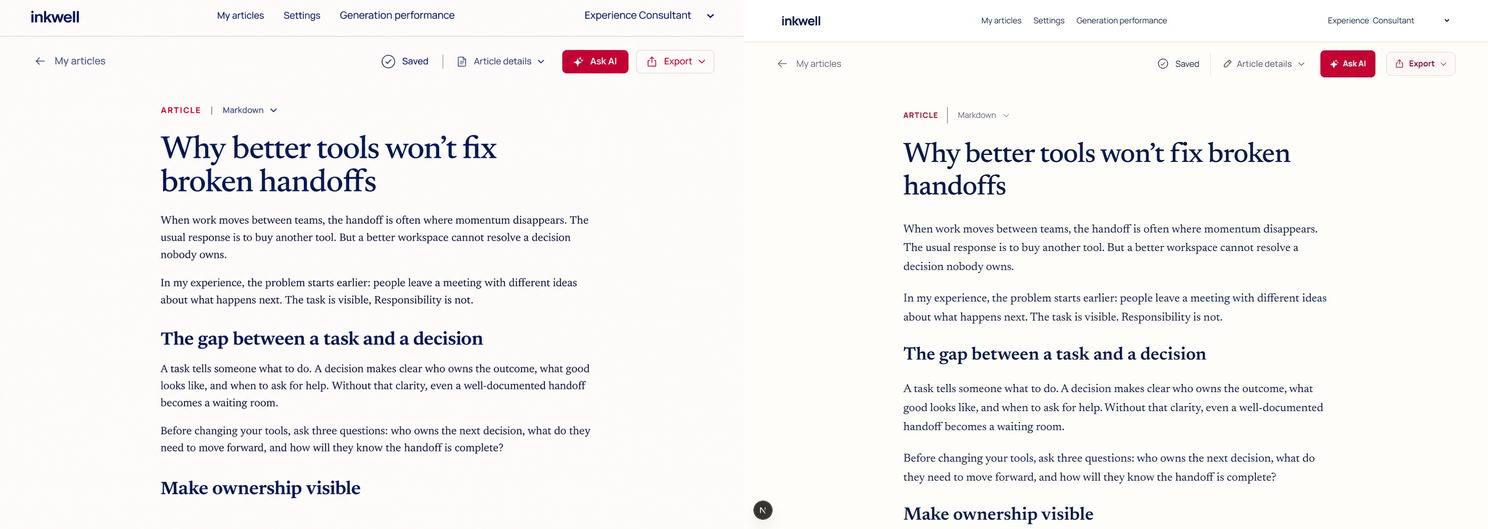 inkwell
My articles Settings Generation performance
Experience Consultant
My articles
Saved
Article details
Ask AI
Export
ARTICLE | Markdown
Why better tools won’t fix
broken handoffs
When work moves between teams, the handoff is often where momentum disappears. The
usual response is to buy another tool. But a better workspace cannot resolve a decision
nobody owns.
In my experience, the problem starts earlier: people leave a meeting with different ideas
about what happens next. The task is visible, Responsibility is not.
The gap between a task and a decision
A task tells someone what to do. A decision makes clear who owns the outcome, what good
looks like, and when to ask for help. Without that clarity, even a well-documented handoff
becomes a waiting room.
Before changing your tools, ask three questions: who owns the next decision, what do they
need to move forward, and how will they know the handoff is complete?
Make ownership visible
inkwell
My articles Settings Generation performance
Experience Consultant
My articles
Saved
Article details
Ask AI
Export
ARTICLE | Markdown
Why better tools won’t fix broken
handoffs
When work moves between teams, the handoff is often where momentum disappears.
The usual response is to buy another tool. But a better workspace cannot resolve a
decision nobody owns.
In my experience, the problem starts earlier: people leave a meeting with different ideas
about what happens next. The task is visible. Responsibility is not.
The gap between a task and a decision
A task tells someone what to do. A decision makes clear who owns the outcome, what
good looks like, and when to ask for help. Without that clarity, even a well-documented
handoff becomes a waiting room.
Before changing your tools, ask three questions: who owns the next decision, what do
they need to move forward, and how will they know the handoff is complete?
Make ownership visible
N